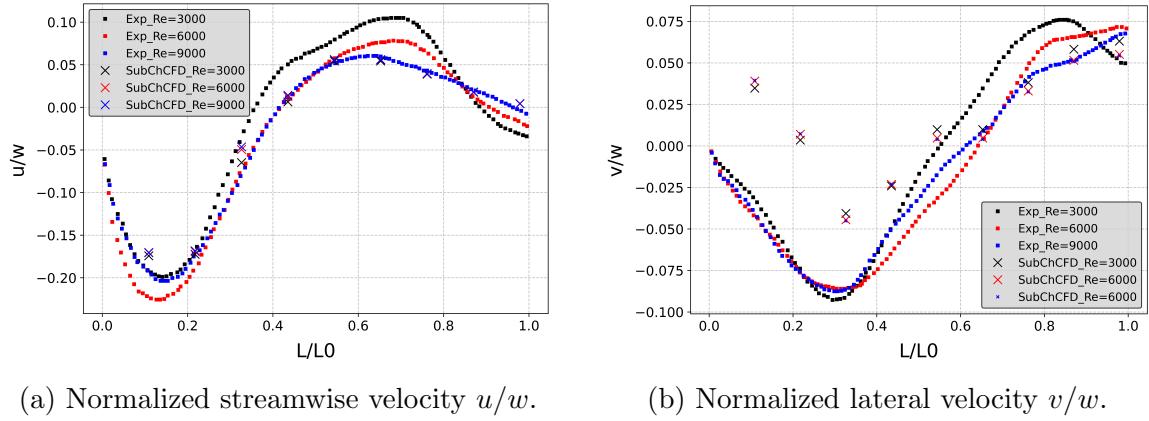 0.10
0.05
0.00
−0.05
−0.10
−0.15
−0.20
u/w
Exp_Re=3000
Exp_Re=6000
Exp_Re=9000
SubChCFD_Re=3000
SubChCFD_Re=6000
SubChCFD_Re=9000
0.0 0.2 0.4 0.6 0.8 1.0
L/L0
(a) Normalized streamwise velocity u/w.
0.075
0.050
0.025
0.000
−0.025
−0.050
−0.075
−0.100
v/w
Exp_Re=3000
Exp_Re=6000
Exp_Re=9000
SubChCFD_Re=3000
SubChCFD_Re=6000
SubChCFD_Re=6000
0.0 0.2 0.4 0.6 0.8 1.0
L/L0
(b) Normalized lateral velocity v/w.